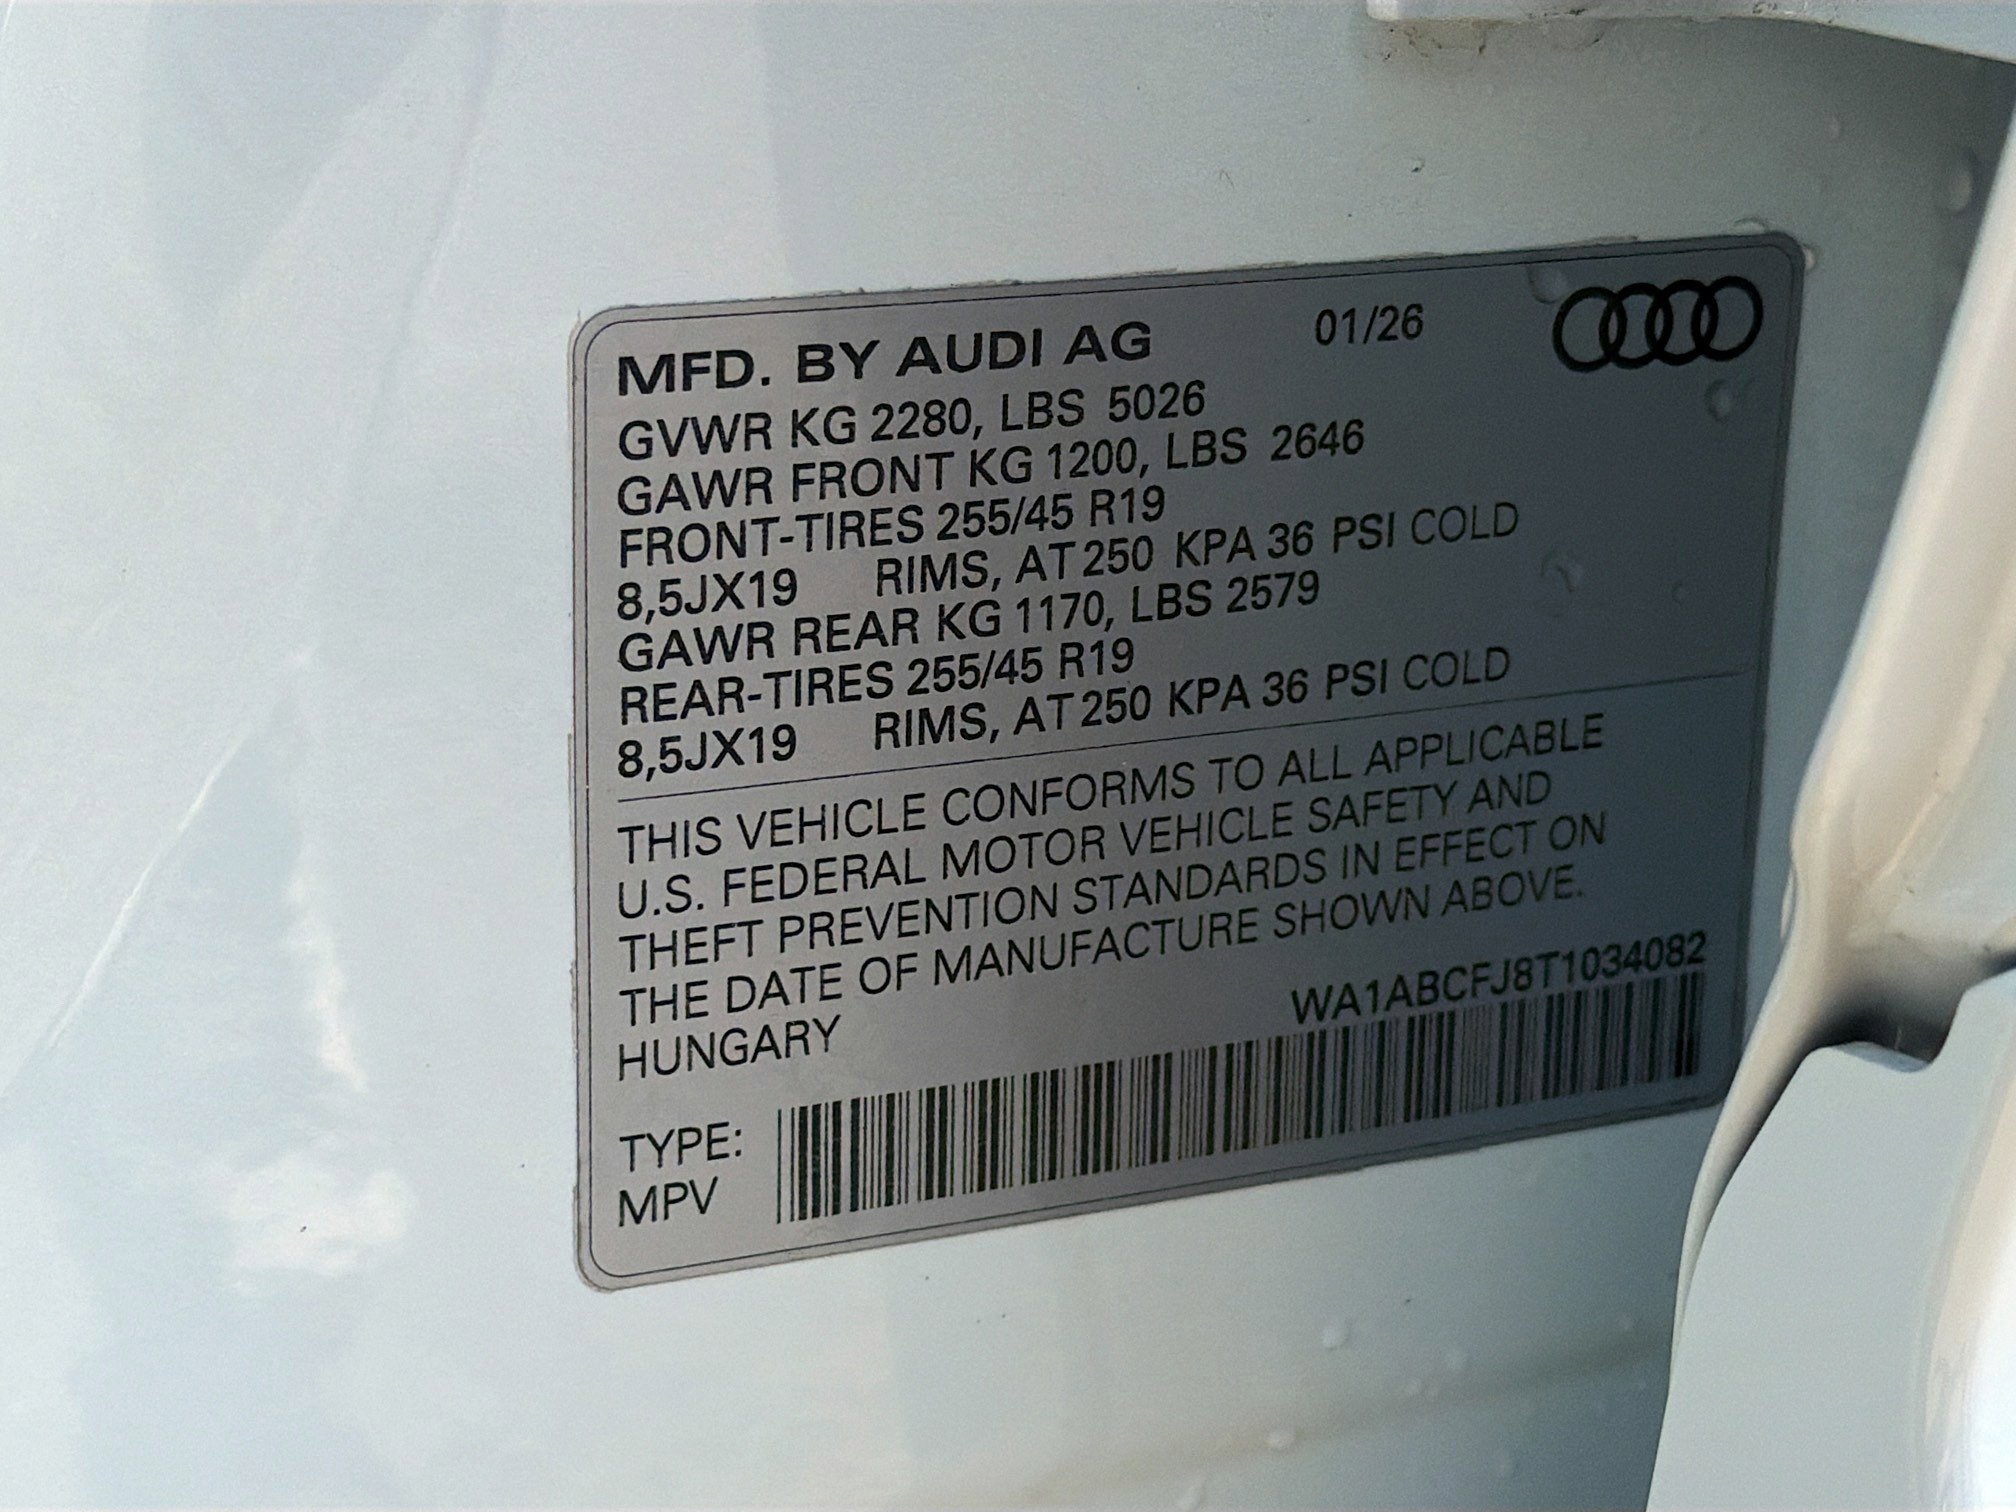 MFD. BY AUDI AG 01/26
GVWR KG 2280, LBS 5026
GAWR FRONT KG 1200, LBS 2646
FRONT-TIRES 255/45 R19
8,5JX19 RIMS, AT 250 KPA 36 PSI COLD
GAWR REAR KG 1170, LBS 2579
REAR-TIRES 255/45 R19
8,5JX19 RIMS, AT 250 KPA 36 PSI COLD
THIS VEHICLE CONFORMS TO ALL APPLICABLE
U.S. FEDERAL MOTOR VEHICLE SAFETY AND
THEFT PREVENTION STANDARDS IN EFFECT ON
THE DATE OF MANUFACTURE SHOWN ABOVE.
HUNGARY WA1ABCFJ8T1034082
TYPE:
MPV